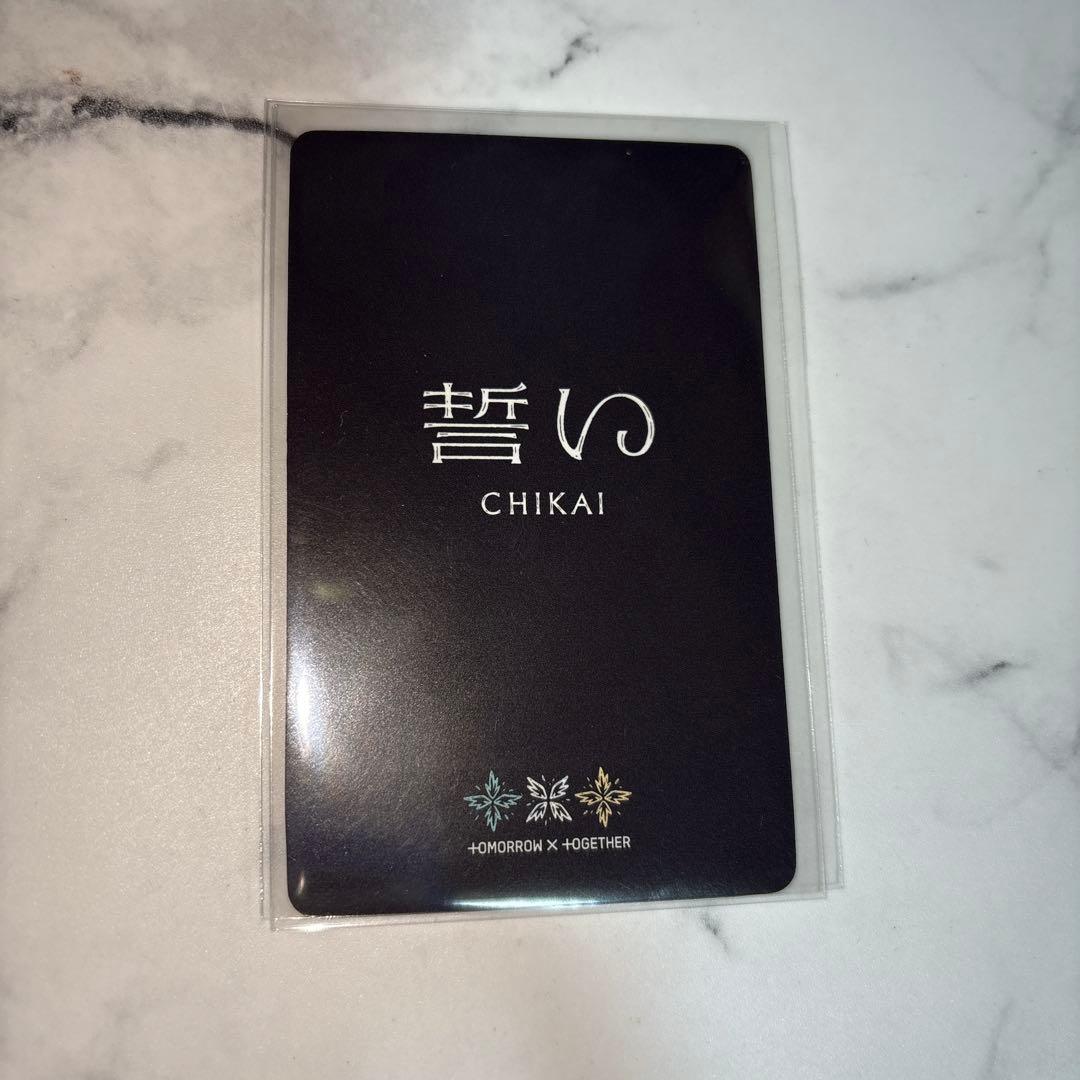 誓い
CHIKAI
TOMORROW X TOGETHER